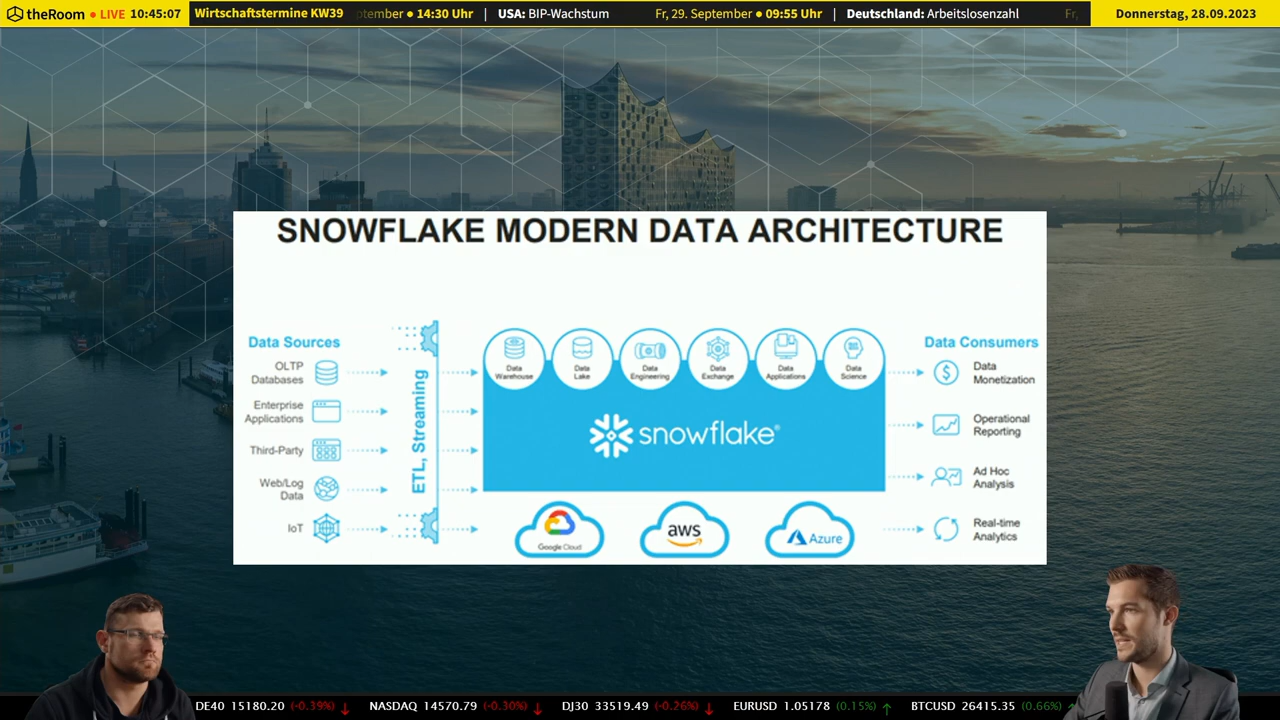 theRoom ● LIVE 10:45:07
Wirtschaftstermine KW39
ptember ● 14:30 Uhr | USA: BIP-Wachstum Fr, 29. September ● 09:55 Uhr | Deutschland: Arbeitslosenzahl Fr,
Donnerstag, 28.09.2023
SNOWFLAKE MODERN DATA ARCHITECTURE
Data Sources
OLTP
Databases
Enterprise
Applications
Third-Party
Web/Log
Data
IoT
ETL, Streaming
Data
Warehouse
Data
Lake
Data
Engineering
Data
Exchange
Data
Applications
Data
Science
snowflake®
Google Cloud
aws
Azure
Data Consumers
Data
Monetization
Operational
Reporting
Ad Hoc
Analysis
Real-time
Analytics
DE40 15180.20 (-0.39%) ↓ NASDAQ 14570.79 (-0.30%) ↓ DJ30 33519.49 (-0.26%) ↓ EURUSD 1.05178 (0.15%) ↑ BTCUSD 26415.35 (0.66%) ↑